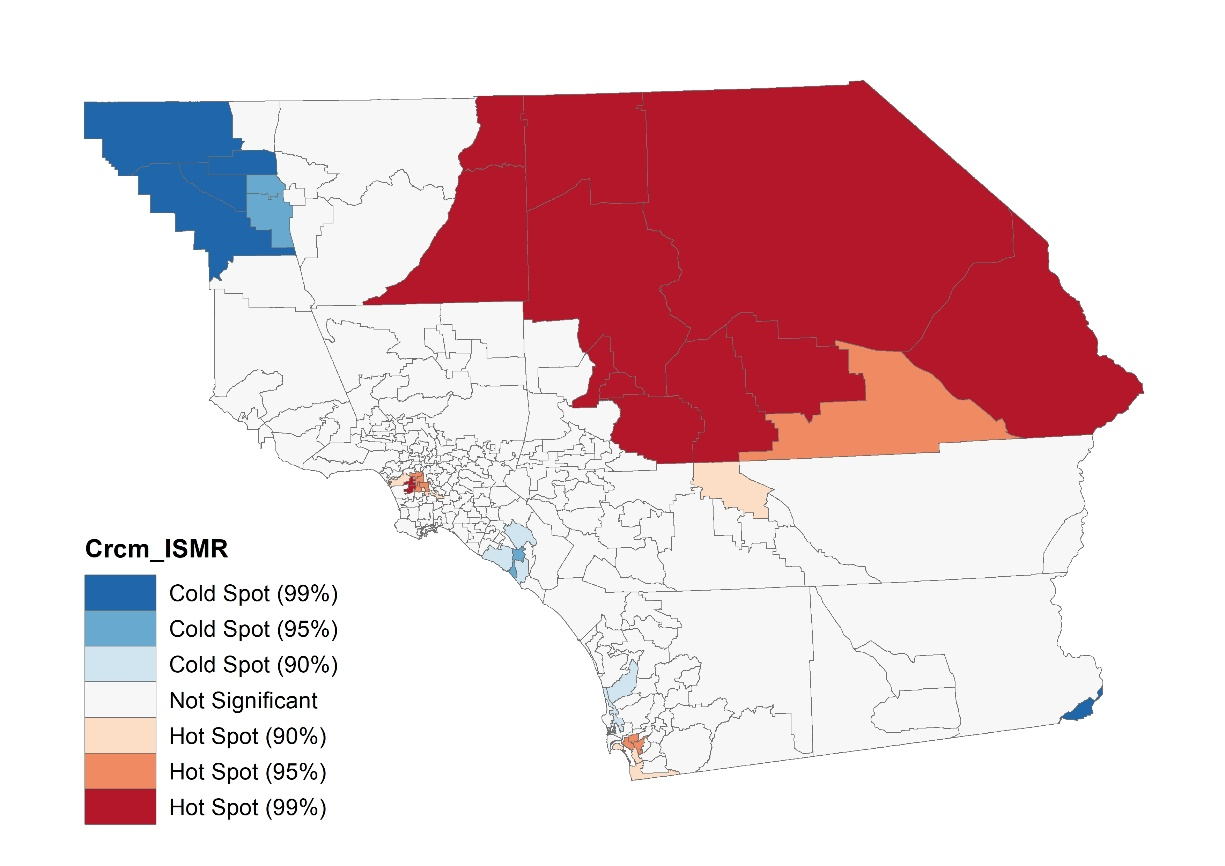 Crcm_ISMR
Cold Spot (99%)
Cold Spot (95%)
Cold Spot (90%)
Not Significant
Hot Spot (90%)
Hot Spot (95%)
Hot Spot (99%)